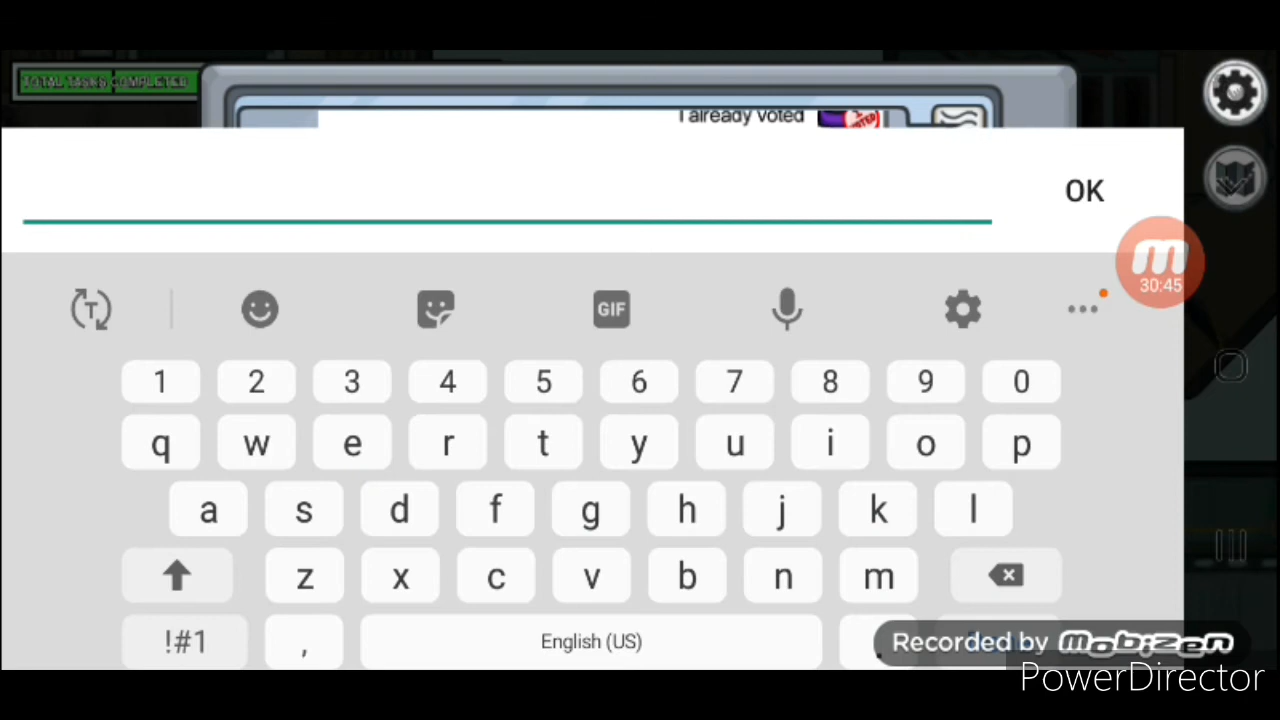 TOTAL TASKS COMPLETED
I already voted
VOTED
OK
30:45
T
GIF
1 2 3 4 5 6 7 8 9 0
q w e r t y u i o p
a s d f g h j k l
z x c v b n m
!#1 , English (US) .
Recorded by Mobizen
PowerDirector